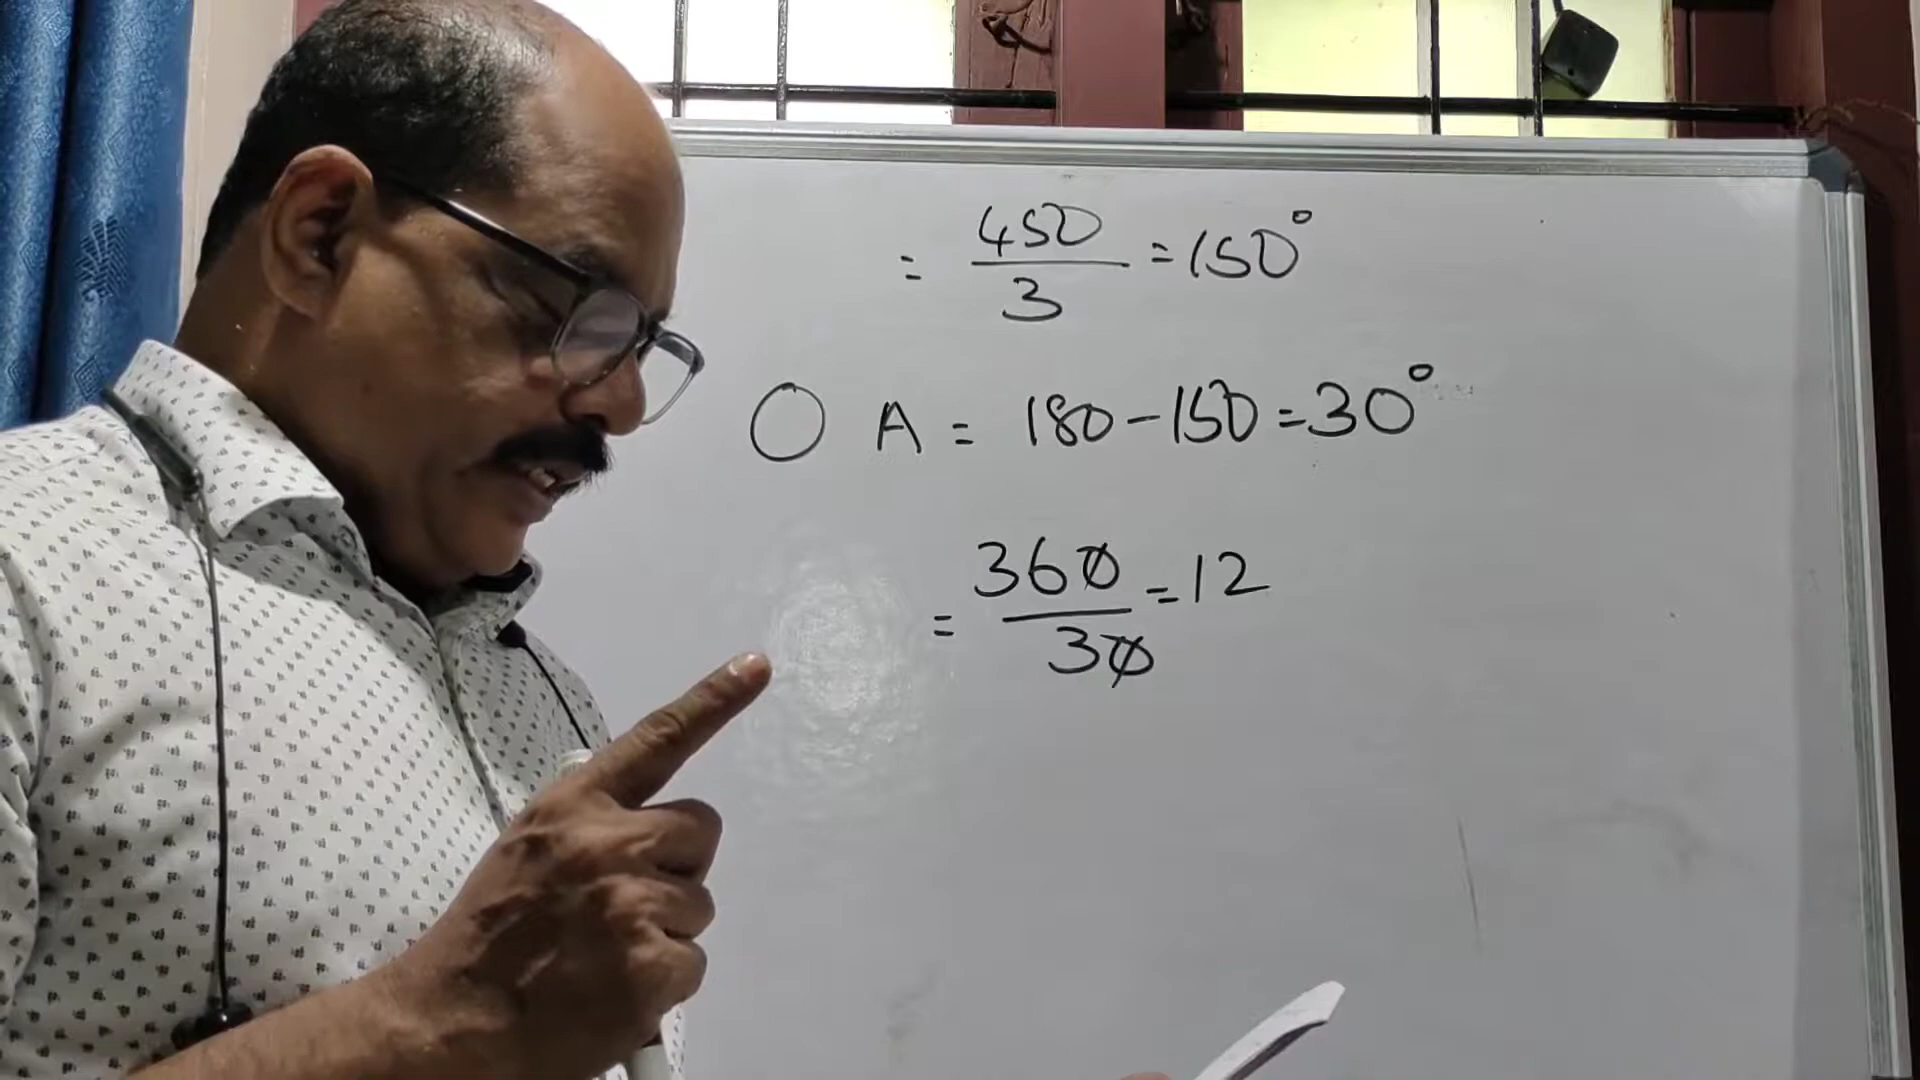 = 450/3 = 150°
O A = 180 - 150 = 30°
= 360/30 = 12